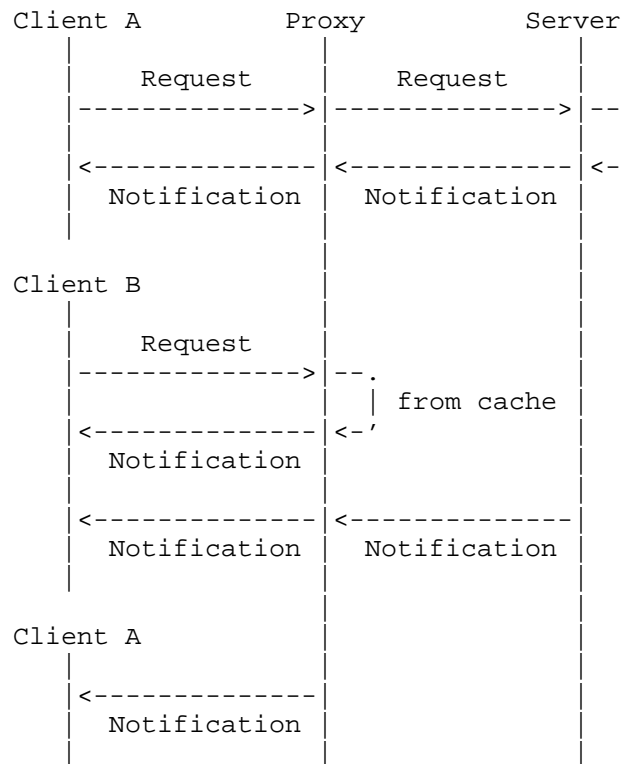 Client A Proxy Server
Request Request
Notification Notification
Client B
Request
from cache
Notification
Notification Notification
Client A
Notification